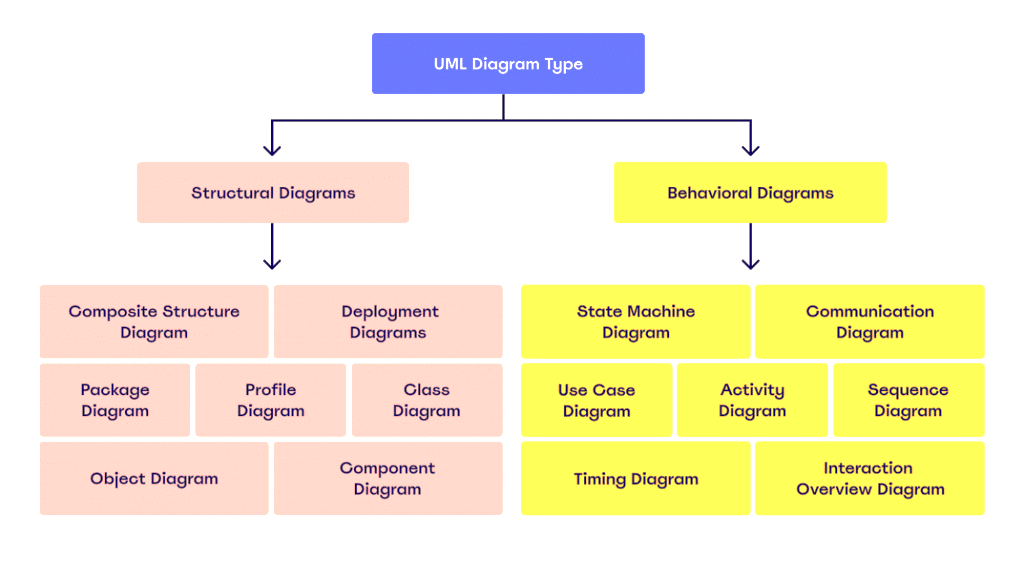 UML Diagram Type
Structural Diagrams
Behavioral Diagrams
Composite Structure
Diagram
Deployment
Diagrams
State Machine
Diagram
Communication
Diagram
Package
Diagram
Profile
Diagram
Class
Diagram
Use Case
Diagram
Activity
Diagram
Sequence
Diagram
Object Diagram
Component
Diagram
Timing Diagram
Interaction
Overview Diagram